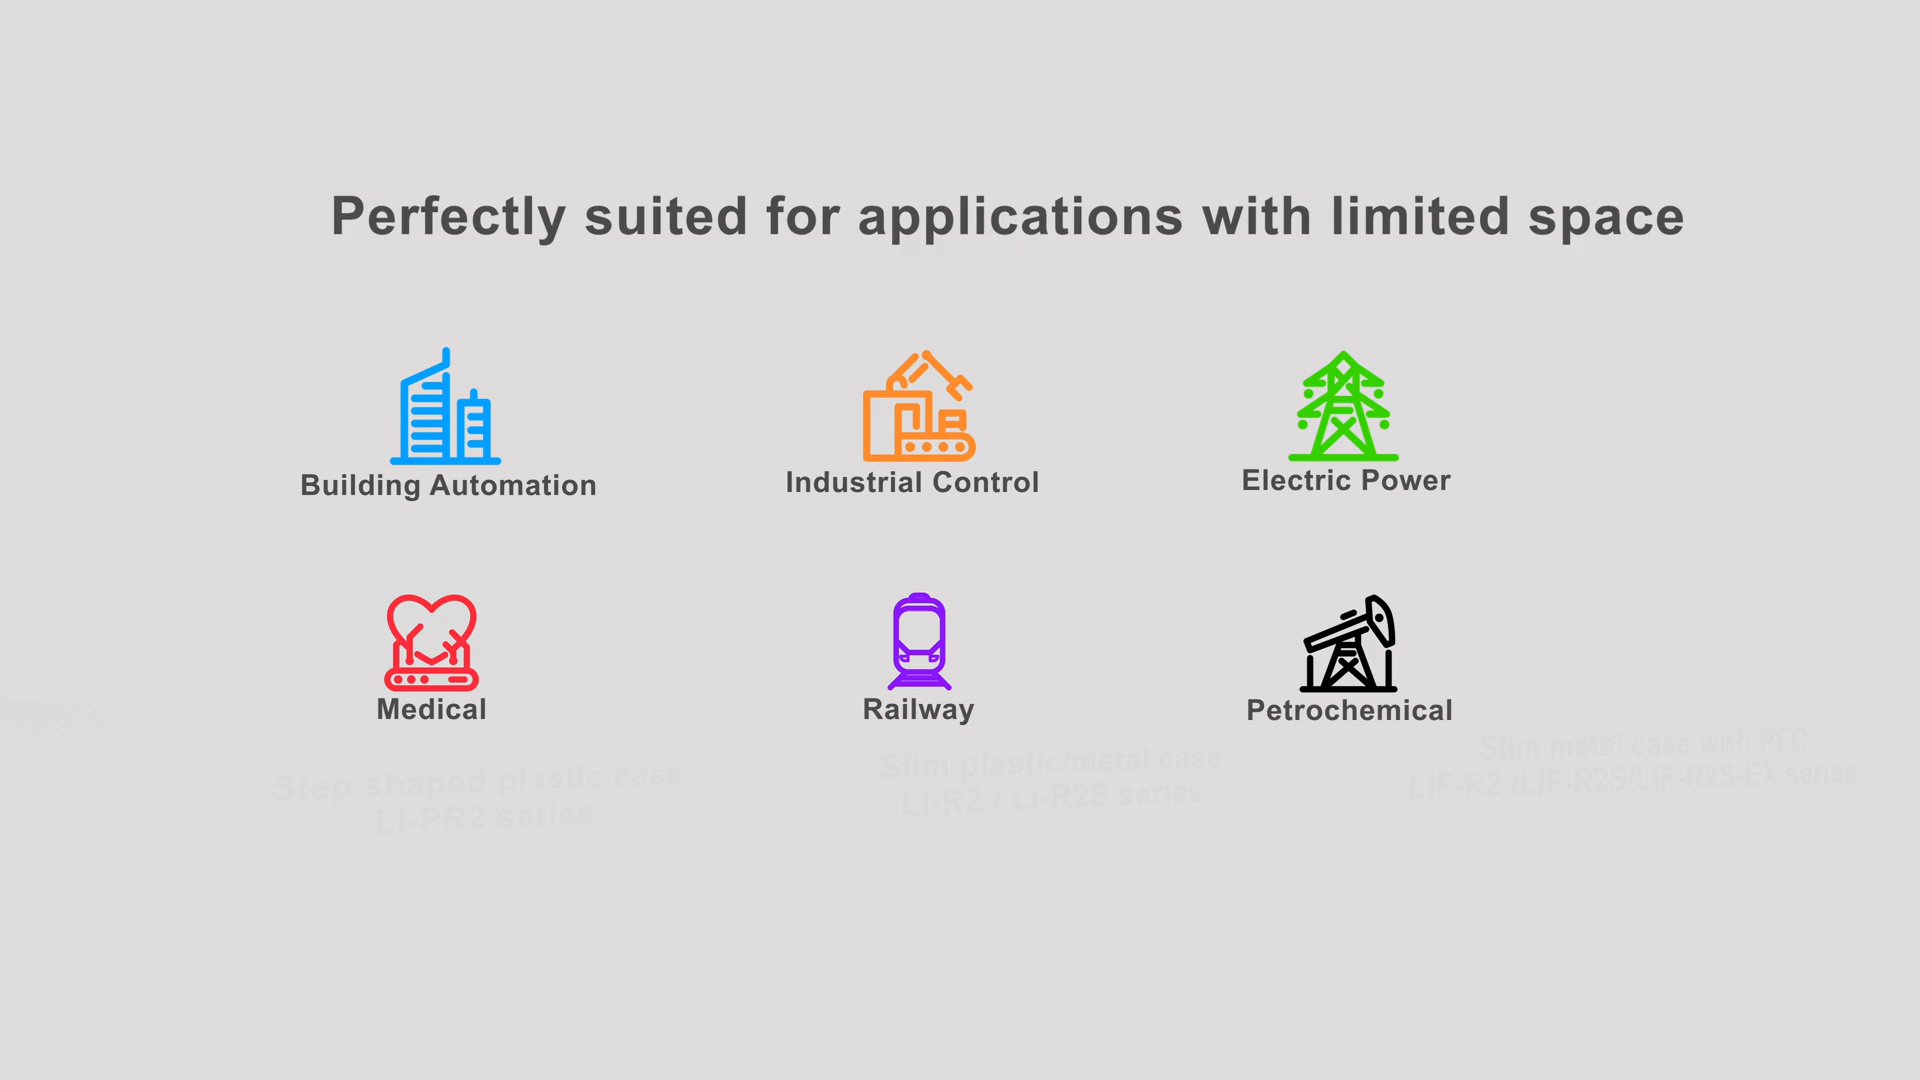 Perfectly suited for applications with limited space
Building Automation
Industrial Control
Electric Power
Medical
Railway
Petrochemical
Step shaped plastic case
LI-PR2 series
Slim plastic/metal case
LI-R2 / LI-R2S series
Slim metal case with PFC
LIF-R2 /LIF-R2S/LIF-R2S-EX series